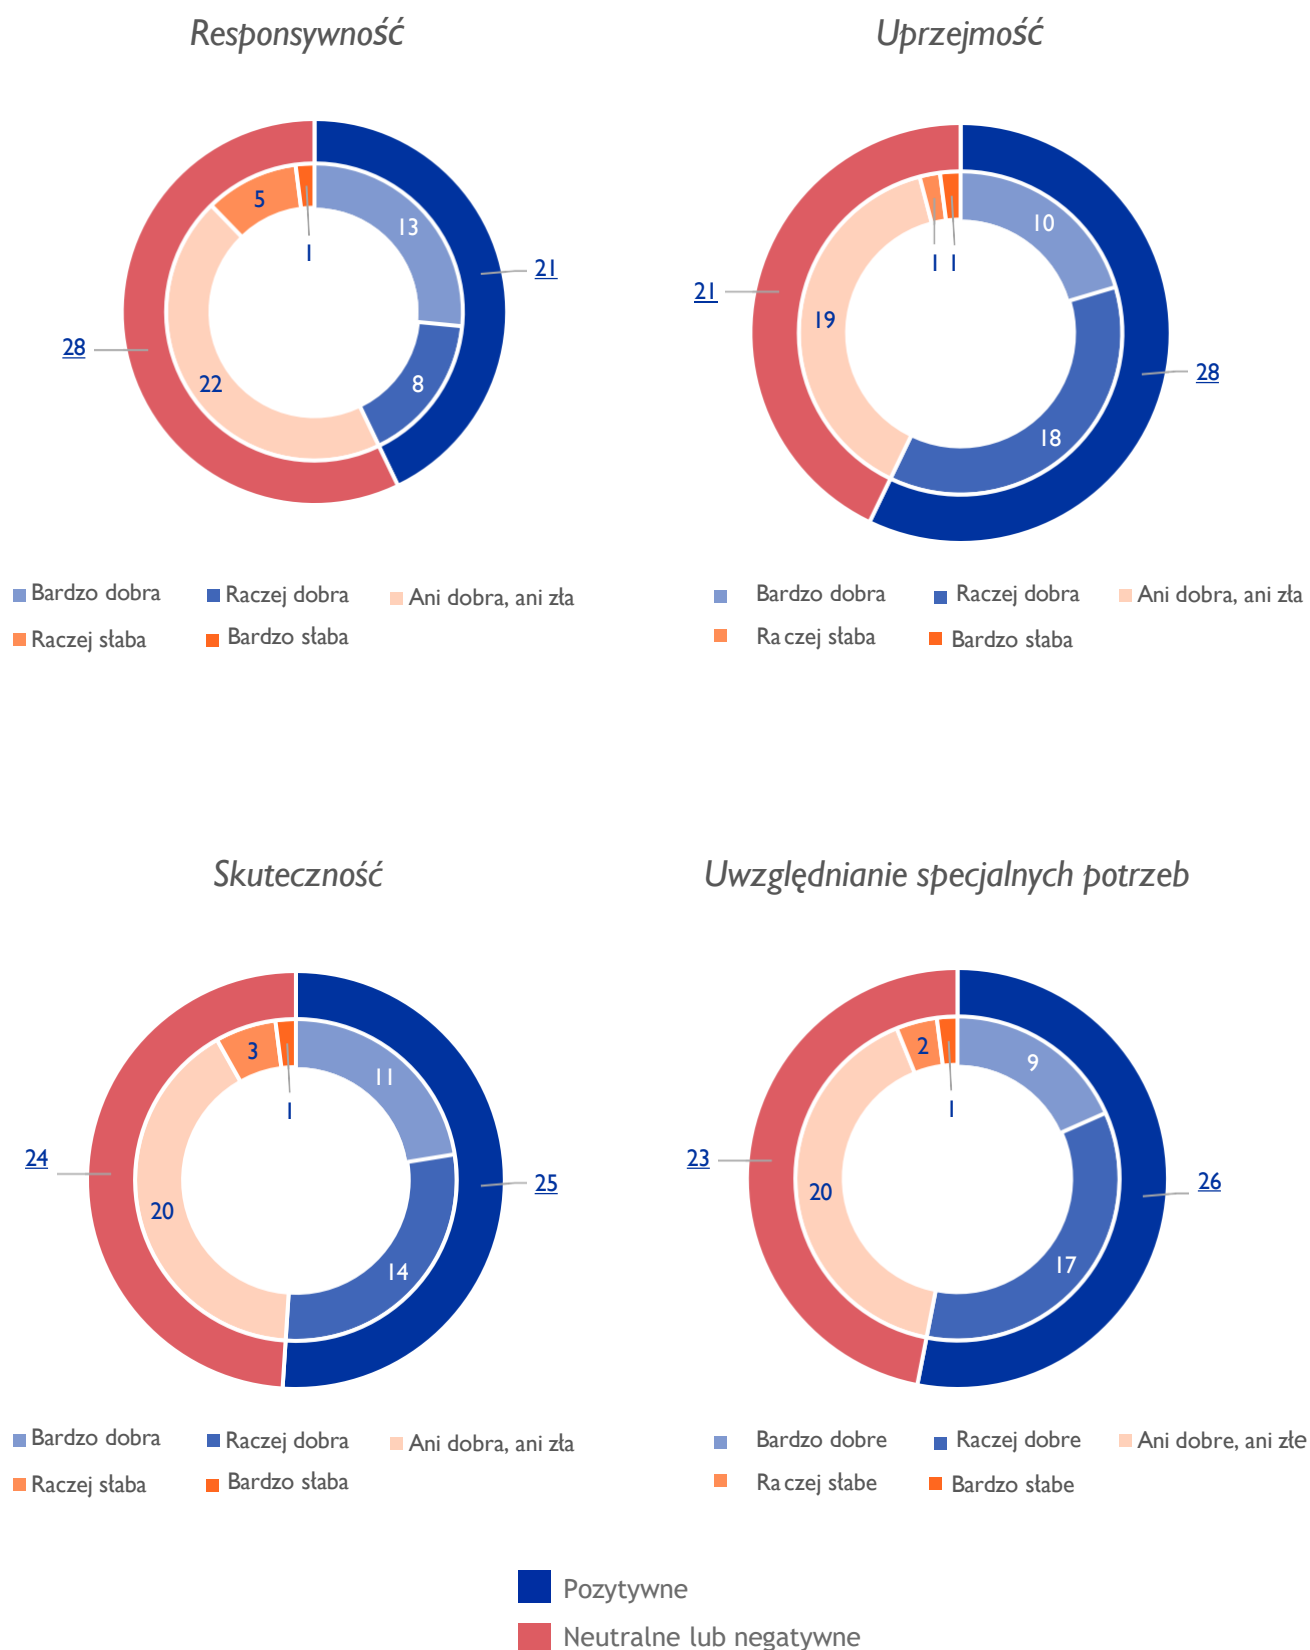 Responsywność
Uprzejmość
5
13
1
21
28
22
8
10
1 1
21
19
28
18
Bardzo dobra Raczej dobra Ani dobra, ani zła
Raczej słaba Bardzo słaba
Bardzo dobra Raczej dobra Ani dobra, ani zła
Raczej słaba Bardzo słaba
Skuteczność
Uwzględnianie specjalnych potrzeb
3
11
1
24
25
20
14
2
9
1
23
26
20
17
Bardzo dobra Raczej dobra Ani dobra, ani zła
Raczej słaba Bardzo słaba
Bardzo dobre Raczej dobre Ani dobre, ani złe
Raczej słabe Bardzo słabe
Pozytywne
Neutralne lub negatywne